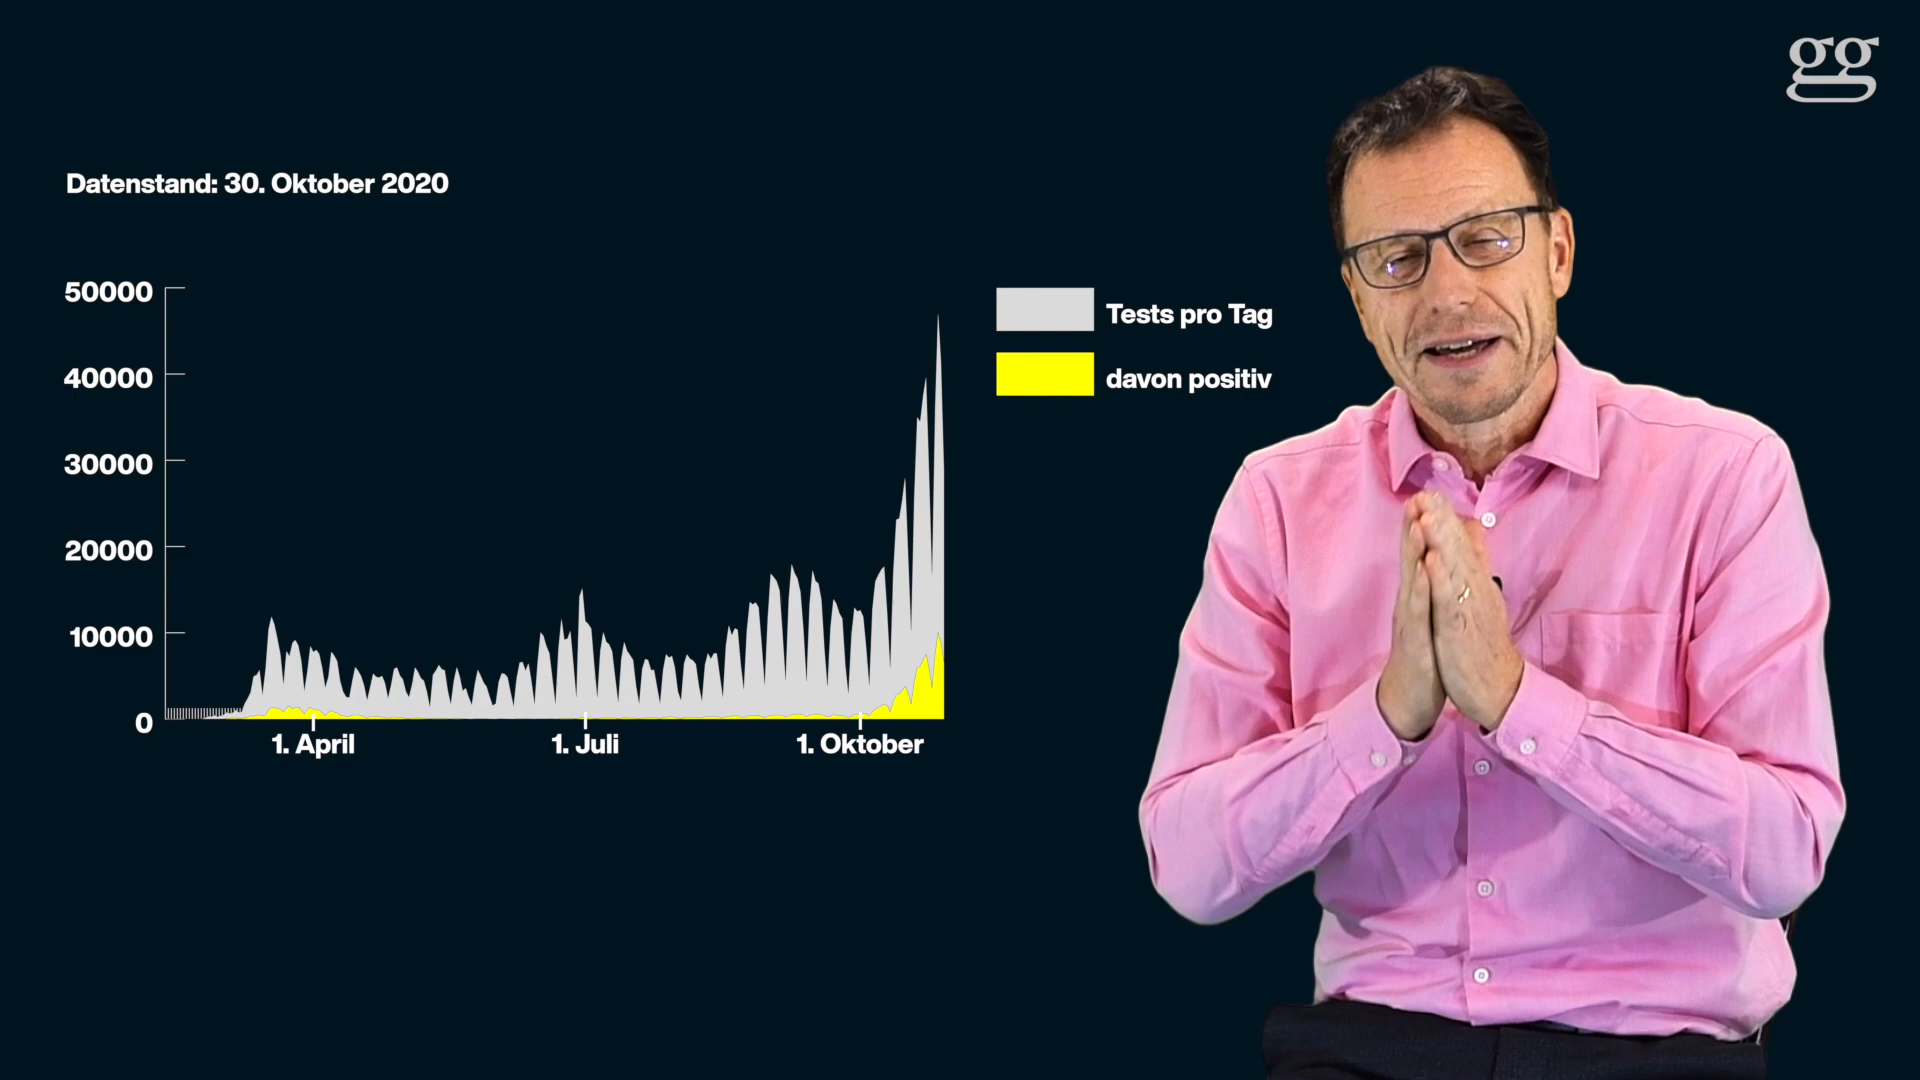 gg
Datenstand: 30. Oktober 2020
50000
40000
30000
20000
10000
0
1. April
1. Juli
1. Oktober
Tests pro Tag
davon positiv